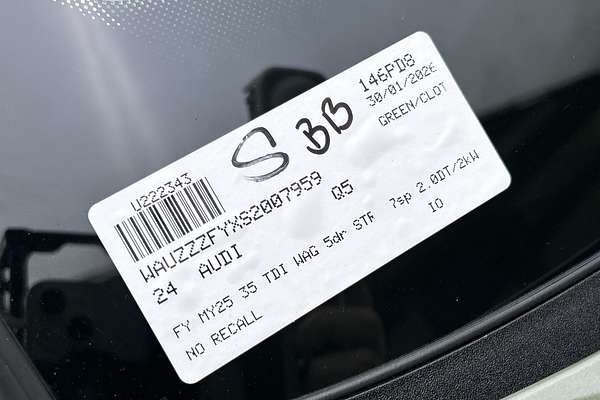 U222343
S BB
146PD8
30/01/2026
GREEN/CLOT
WAUZZZFYXS2007959
24 AUDI Q5
FY MY25 35 TDI WAG 5dr STR 7sp 2.0DT/2kW
NO RECALL IO